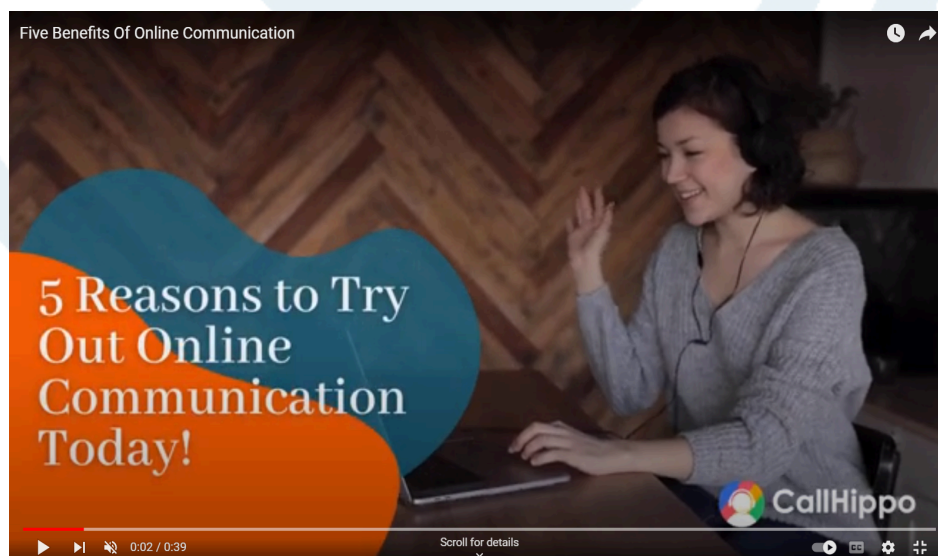 Five Benefits Of Online Communication
5 Reasons to Try
Out Online
Communication
Today!
CallHippo
0:02 / 0:39
Scroll for details
CC